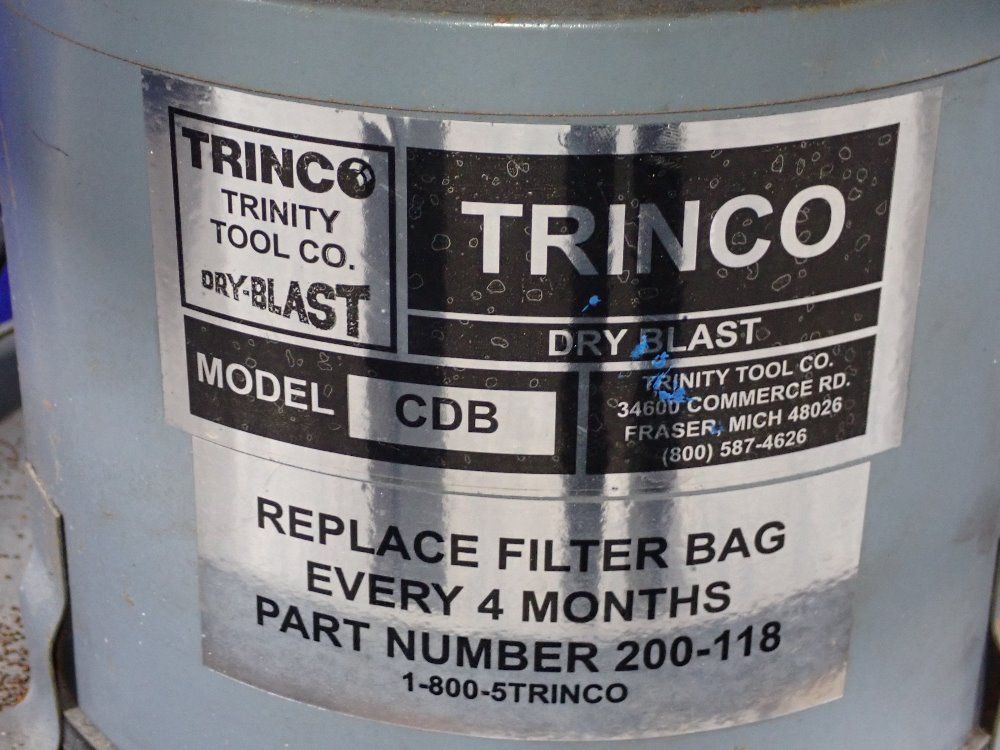 TRINCO
TRINITY
TOOL CO.
DRY-BLAST
TRINCO
DRY BLAST
MODEL CDB
TRINITY TOOL CO.
34600 COMMERCE RD.
FRASER, MICH 48026
(800) 587-4626
REPLACE FILTER BAG
EVERY 4 MONTHS
PART NUMBER 200-118
1-800-5TRINCO